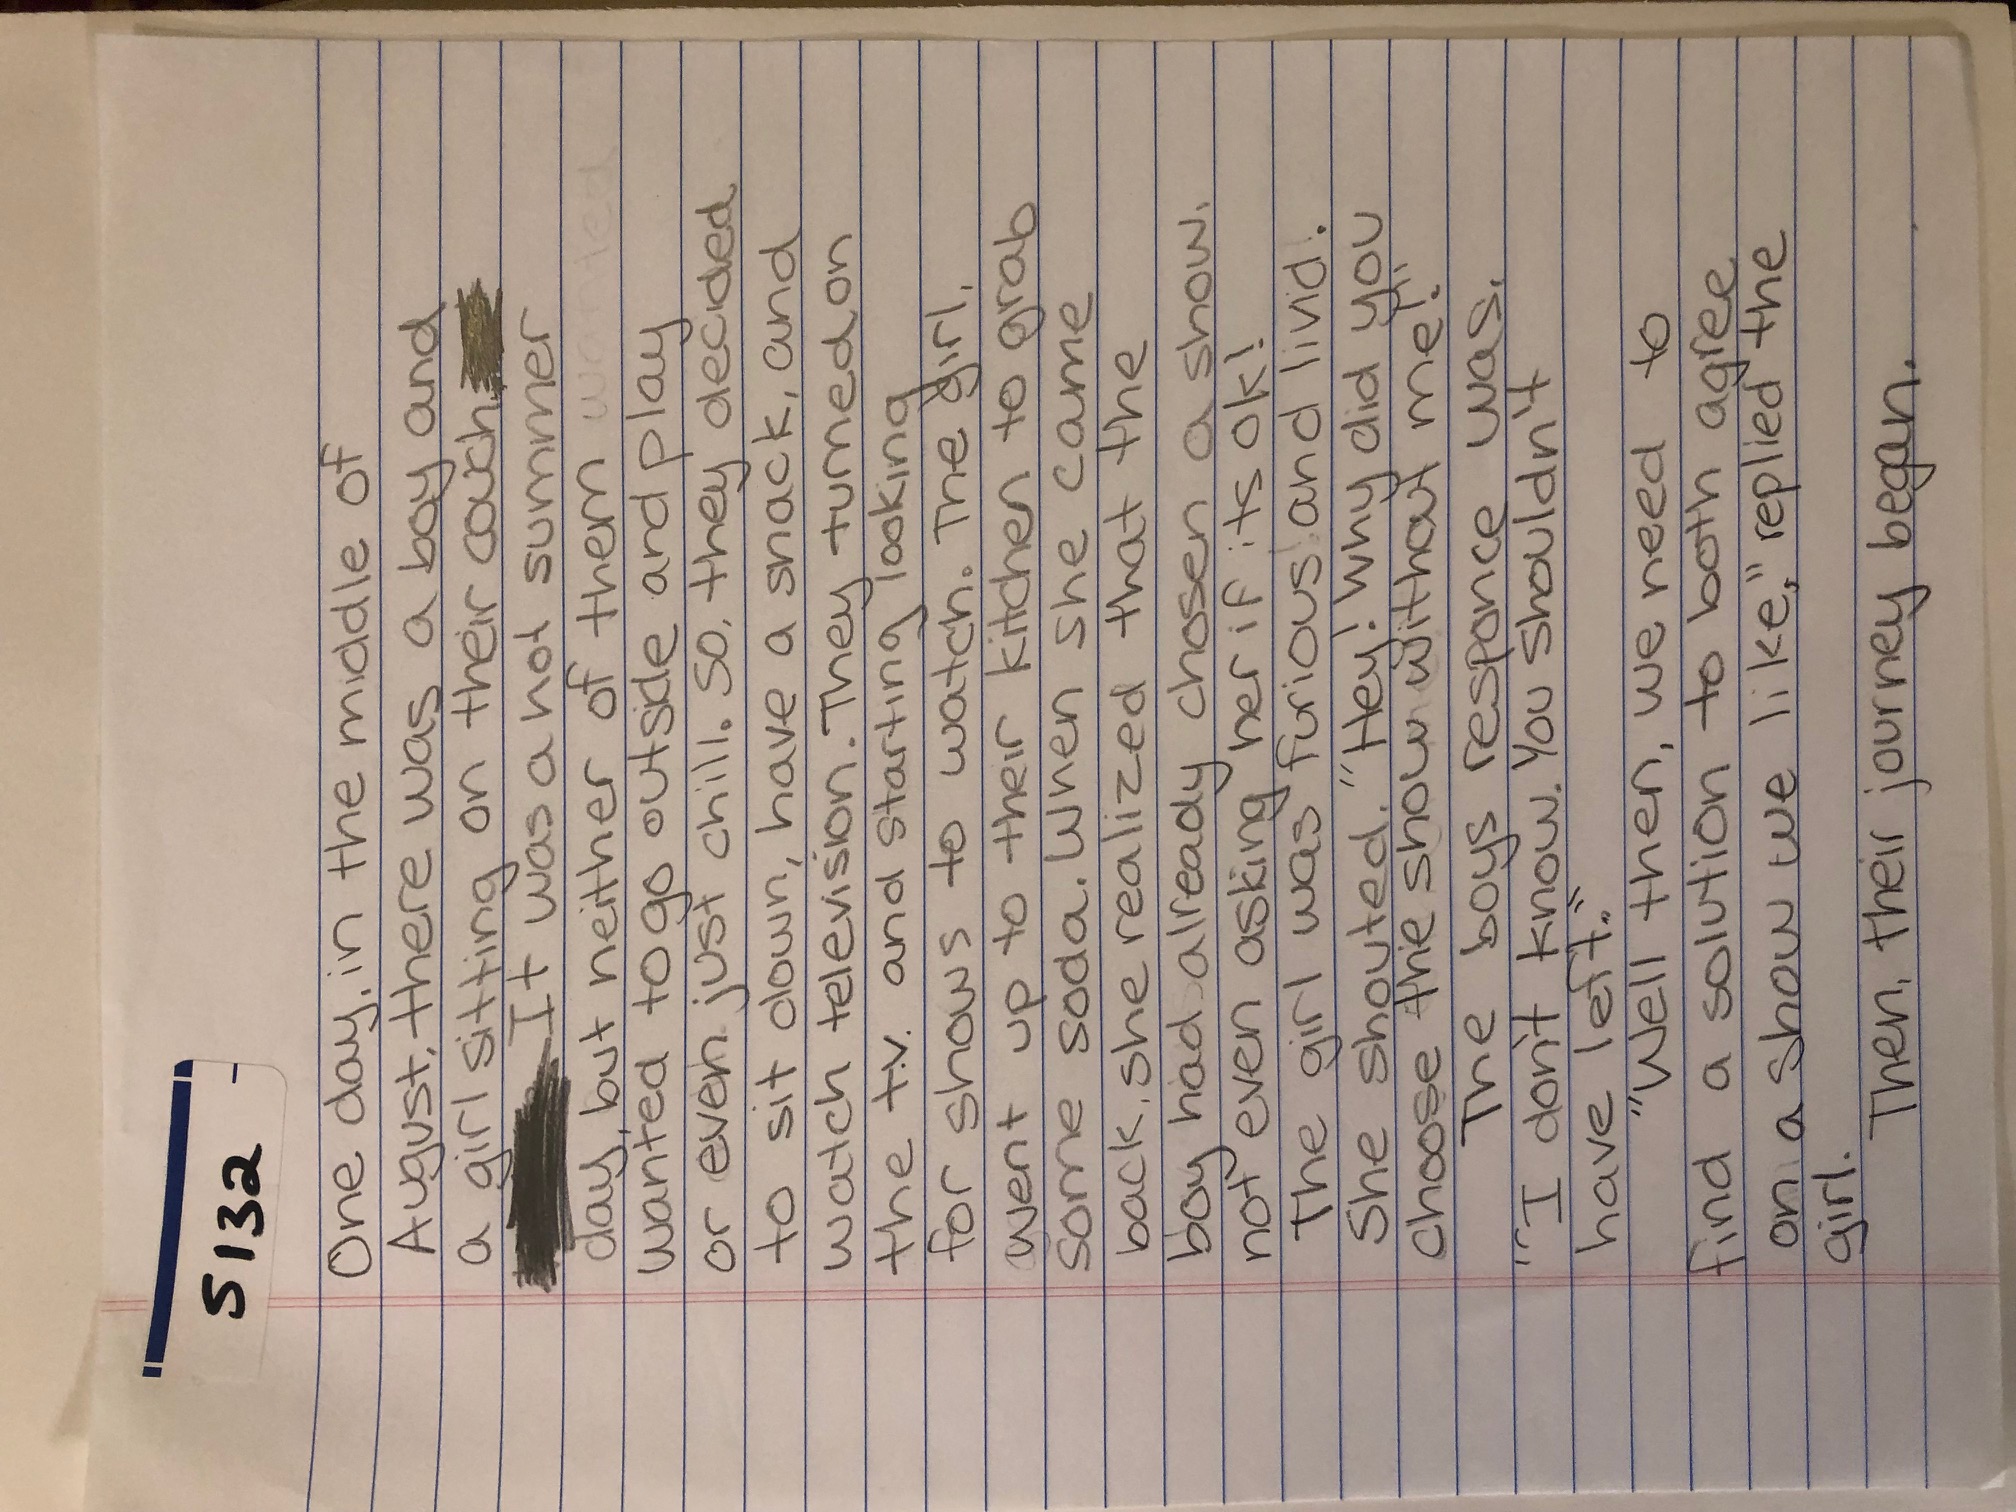 S132
One day, in the middle of
August, there was a boy and
a girl sitting on their couch.
It was a hot summer
day, but neither of them wanted
wanted to go outside and play
or even just chill. So, they decided
to sit down, have a snack, and
watch television. They turned on
the t.v. and starting looking
for shows to watch. The girl,
went up to their kitchen to grab
some soda. When she came
back, she realized that the
boy had already chosen a show,
not even asking her if its ok!
The girl was furious and livid.
She shouted, "Hey! Why did you
choose the show without me!"
The boys responce was,
"I don't know. You shouldn't
have left."
"Well then, we need to
find a solution to both agree
on a show we like," replied the
girl.
Then, their journey began.